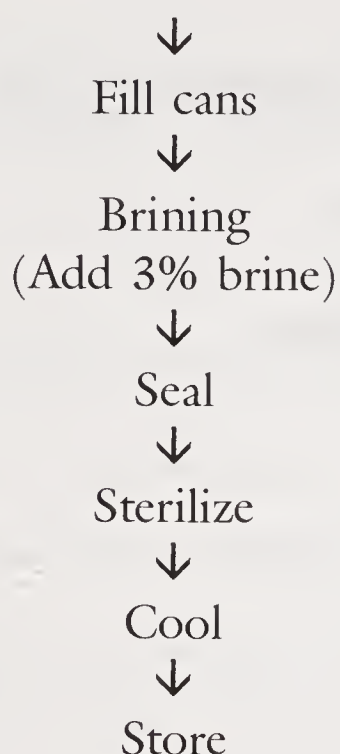 ↓
Fill cans
↓
Brining
(Add 3% brine)
↓
Seal
↓
Sterilize
↓
Cool
↓
Store